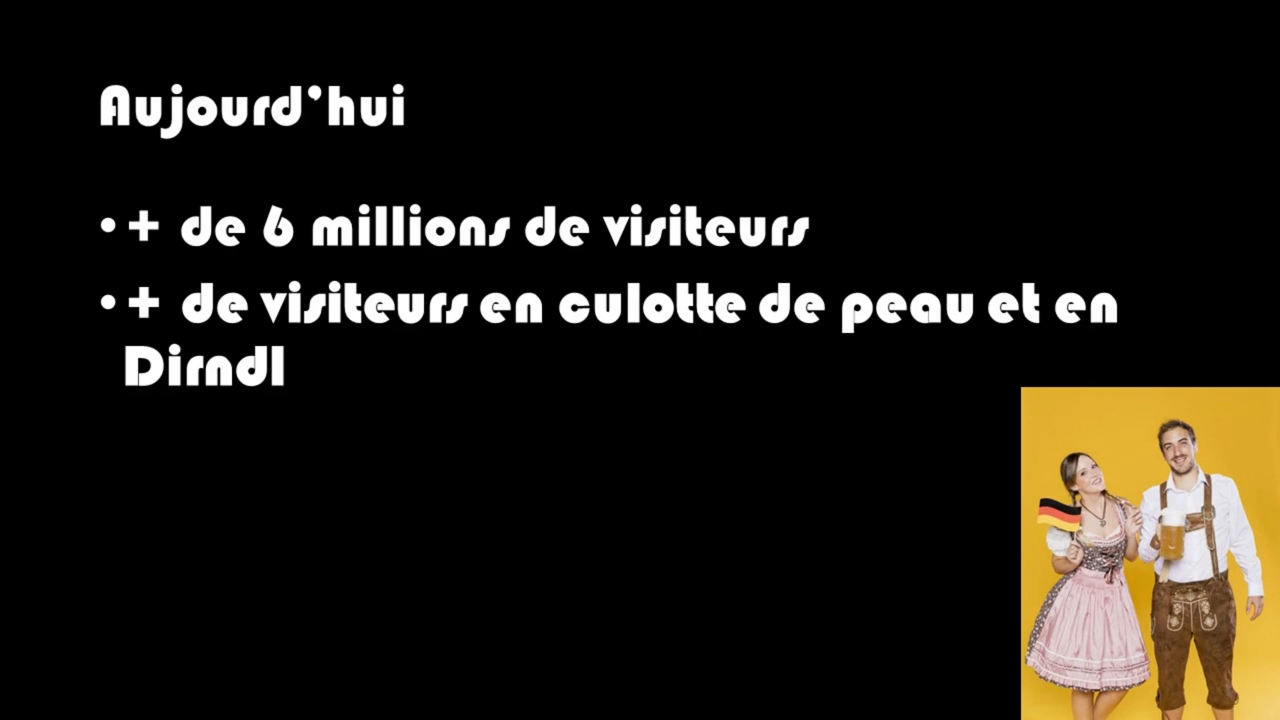 Aujourd’hui
• + de 6 millions de visiteurs
• + de visiteurs en culotte de peau et en
Dirndl